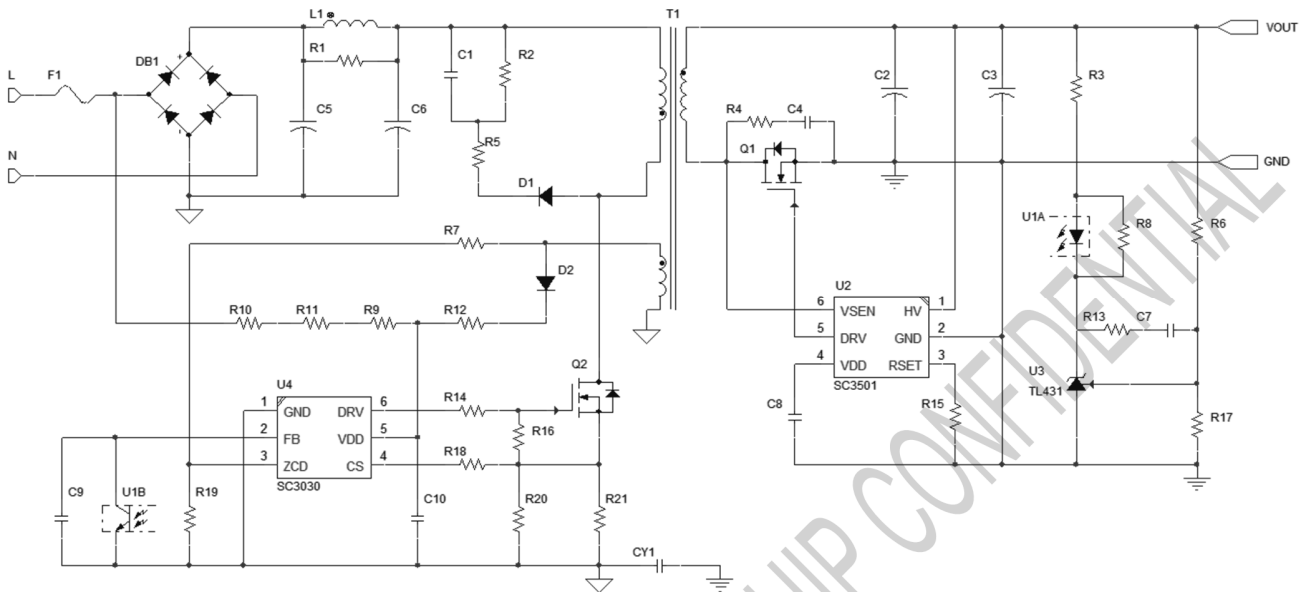 L1
T1
VOUT
R1
C1
R2
DB1
L
F1
C2
C3
R3
C5
C6
R4
C4
R5
Q1
N
GND
D1
U1A
R8
R6
R7
D2
U2
R10
R11
R9
R12
6 VSEN HV 1
5 DRV GND 2
4 VDD RSET 3
SC3501
R13
C7
U3
TL431
Q2
U4
R14
1 GND DRV 6
2 FB VDD 5
3 ZCD CS 4
SC3030
R16
R18
C8
R15
R17
C9
U1B
R19
C10
R20
R21
CY1
HIP CONFIDENTIAL